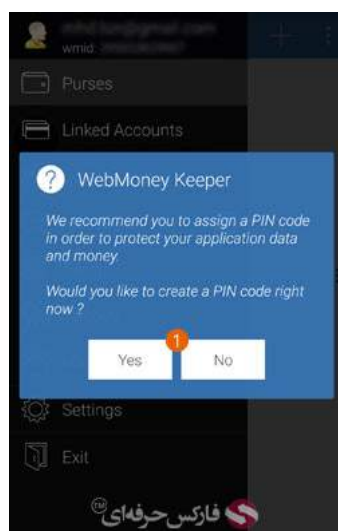 wmid:
Purses
Linked Accounts
WebMoney Keeper
We recommend you to assign a PIN code
in order to protect your application data
and money.
Would you like to create a PIN code right
now ?
1
Yes
No
Settings
Exit
فارکس حرفه‌ای™